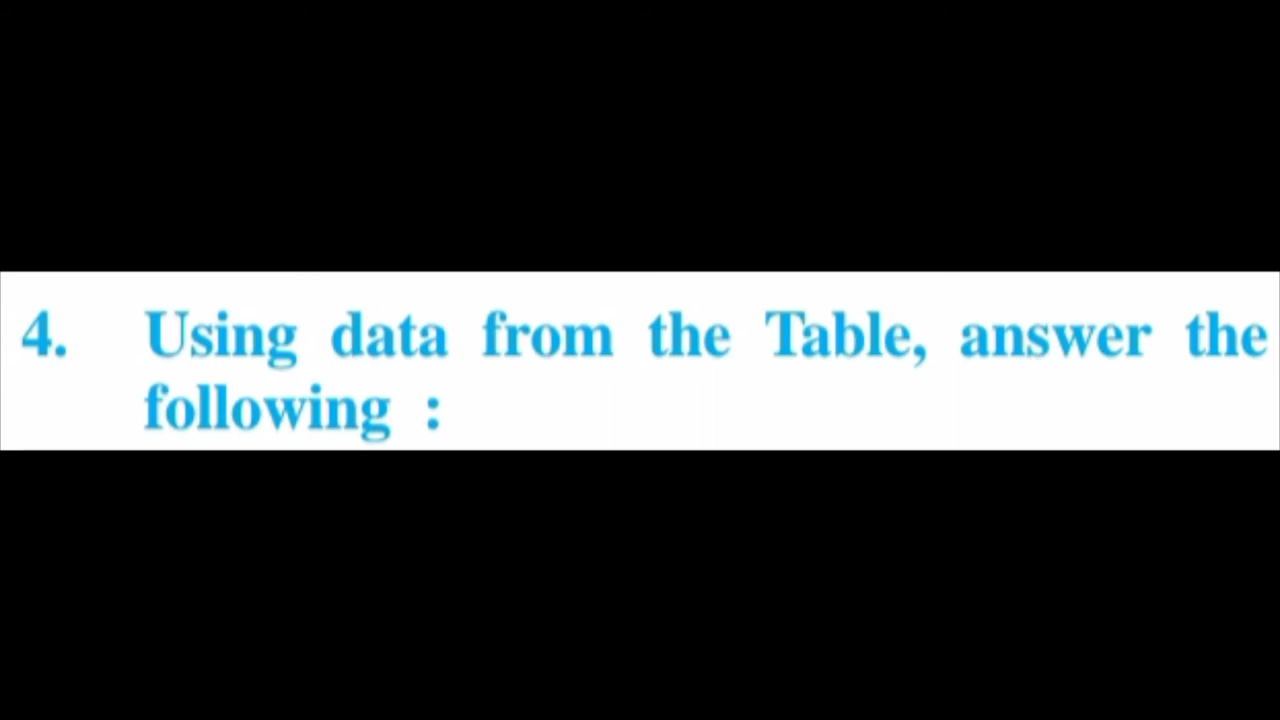 4. Using data from the Table, answer the
following :